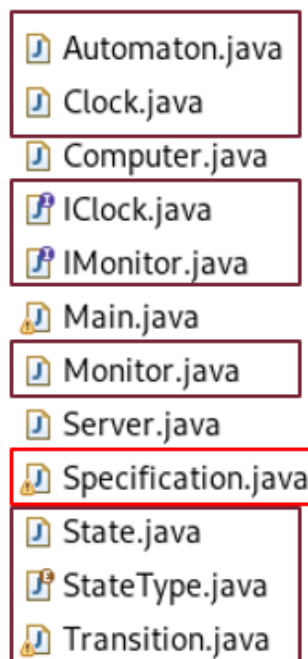 Automaton.java
Clock.java
Computer.java
IClock.java
IMonitor.java
Main.java
Monitor.java
Server.java
Specification.java
State.java
StateType.java
Transition.java